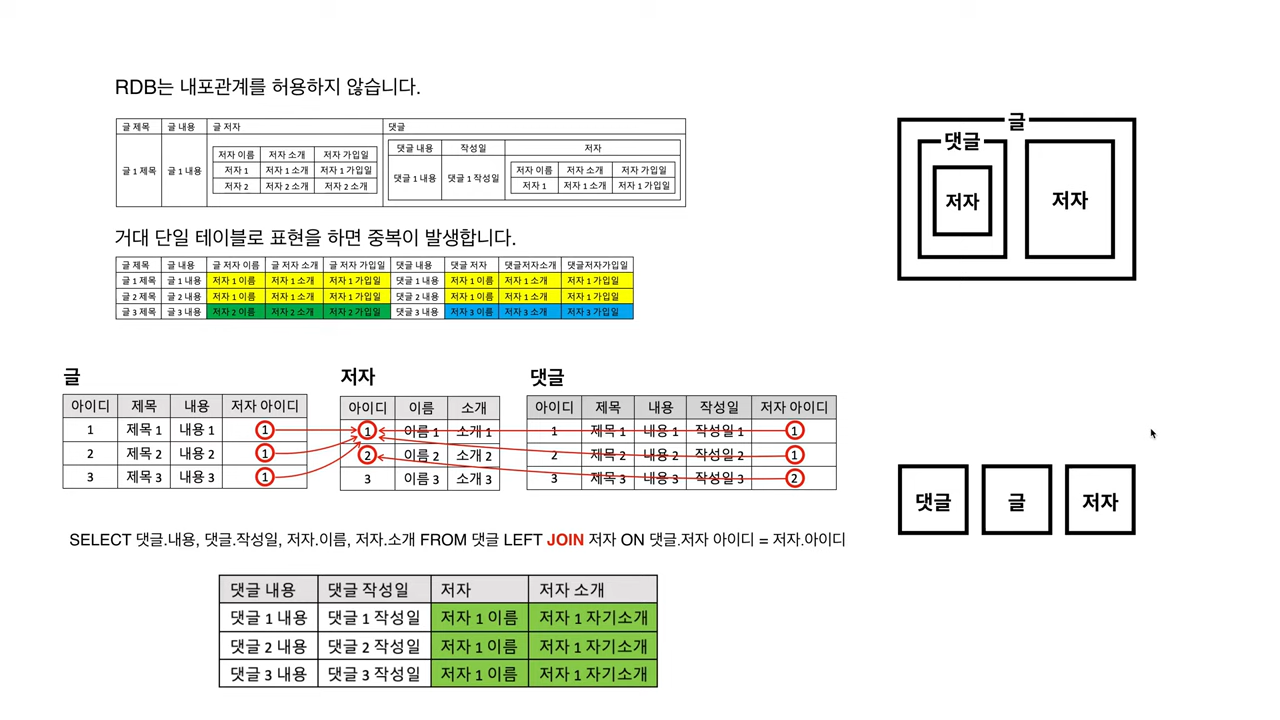 RDB는 내포관계를 허용하지 않습니다.
글 제목 글 내용 글 저자 댓글
글 1 제목 글 1 내용
저자 이름 저자 소개 저자 가입일
저자 1 저자 1 소개 저자 1 가입일
저자 2 저자 2 소개 저자 2 소개
댓글 내용 작성일 저자
댓글 1 내용 댓글 1 작성일
저자 이름 저자 소개 저자 가입일
저자 1 저자 1 소개 저자 1 가입일
글
댓글
저자
저자
거대 단일 테이블로 표현을 하면 중복이 발생합니다.
글 제목 글 내용 글 저자 이름 글 저자 소개 글 저자 가입일 댓글 내용 댓글 저자 댓글저자소개 댓글저자가입일
글 1 제목 글 1 내용 저자 1 이름 저자 1 소개 저자 1 가입일 댓글 1 내용 저자 1 이름 저자 1 소개 저자 1 가입일
글 2 제목 글 2 내용 저자 1 이름 저자 1 소개 저자 1 가입일 댓글 2 내용 저자 1 이름 저자 1 소개 저자 1 가입일
글 3 제목 글 3 내용 저자 2 이름 저자 2 소개 저자 2 가입일 댓글 3 내용 저자 3 이름 저자 3 소개 저자 3 가입일
글
아이디 제목 내용 저자 아이디
1 제목 1 내용 1 1
2 제목 2 내용 2 1
3 제목 3 내용 3 1
저자
아이디 이름 소개
1 이름 1 소개 1
2 이름 2 소개 2
3 이름 3 소개 3
댓글
아이디 제목 내용 작성일 저자 아이디
1 제목 1 내용 1 작성일 1 1
2 제목 2 내용 2 작성일 2 1
3 제목 3 내용 3 작성일 3 2
댓글 글 저자
SELECT 댓글.내용, 댓글.작성일, 저자.이름, 저자.소개 FROM 댓글 LEFT JOIN 저자 ON 댓글.저자 아이디 = 저자.아이디
댓글 내용 댓글 작성일 저자 저자 소개
댓글 1 내용 댓글 1 작성일 저자 1 이름 저자 1 자기소개
댓글 2 내용 댓글 2 작성일 저자 1 이름 저자 1 자기소개
댓글 3 내용 댓글 3 작성일 저자 1 이름 저자 1 자기소개